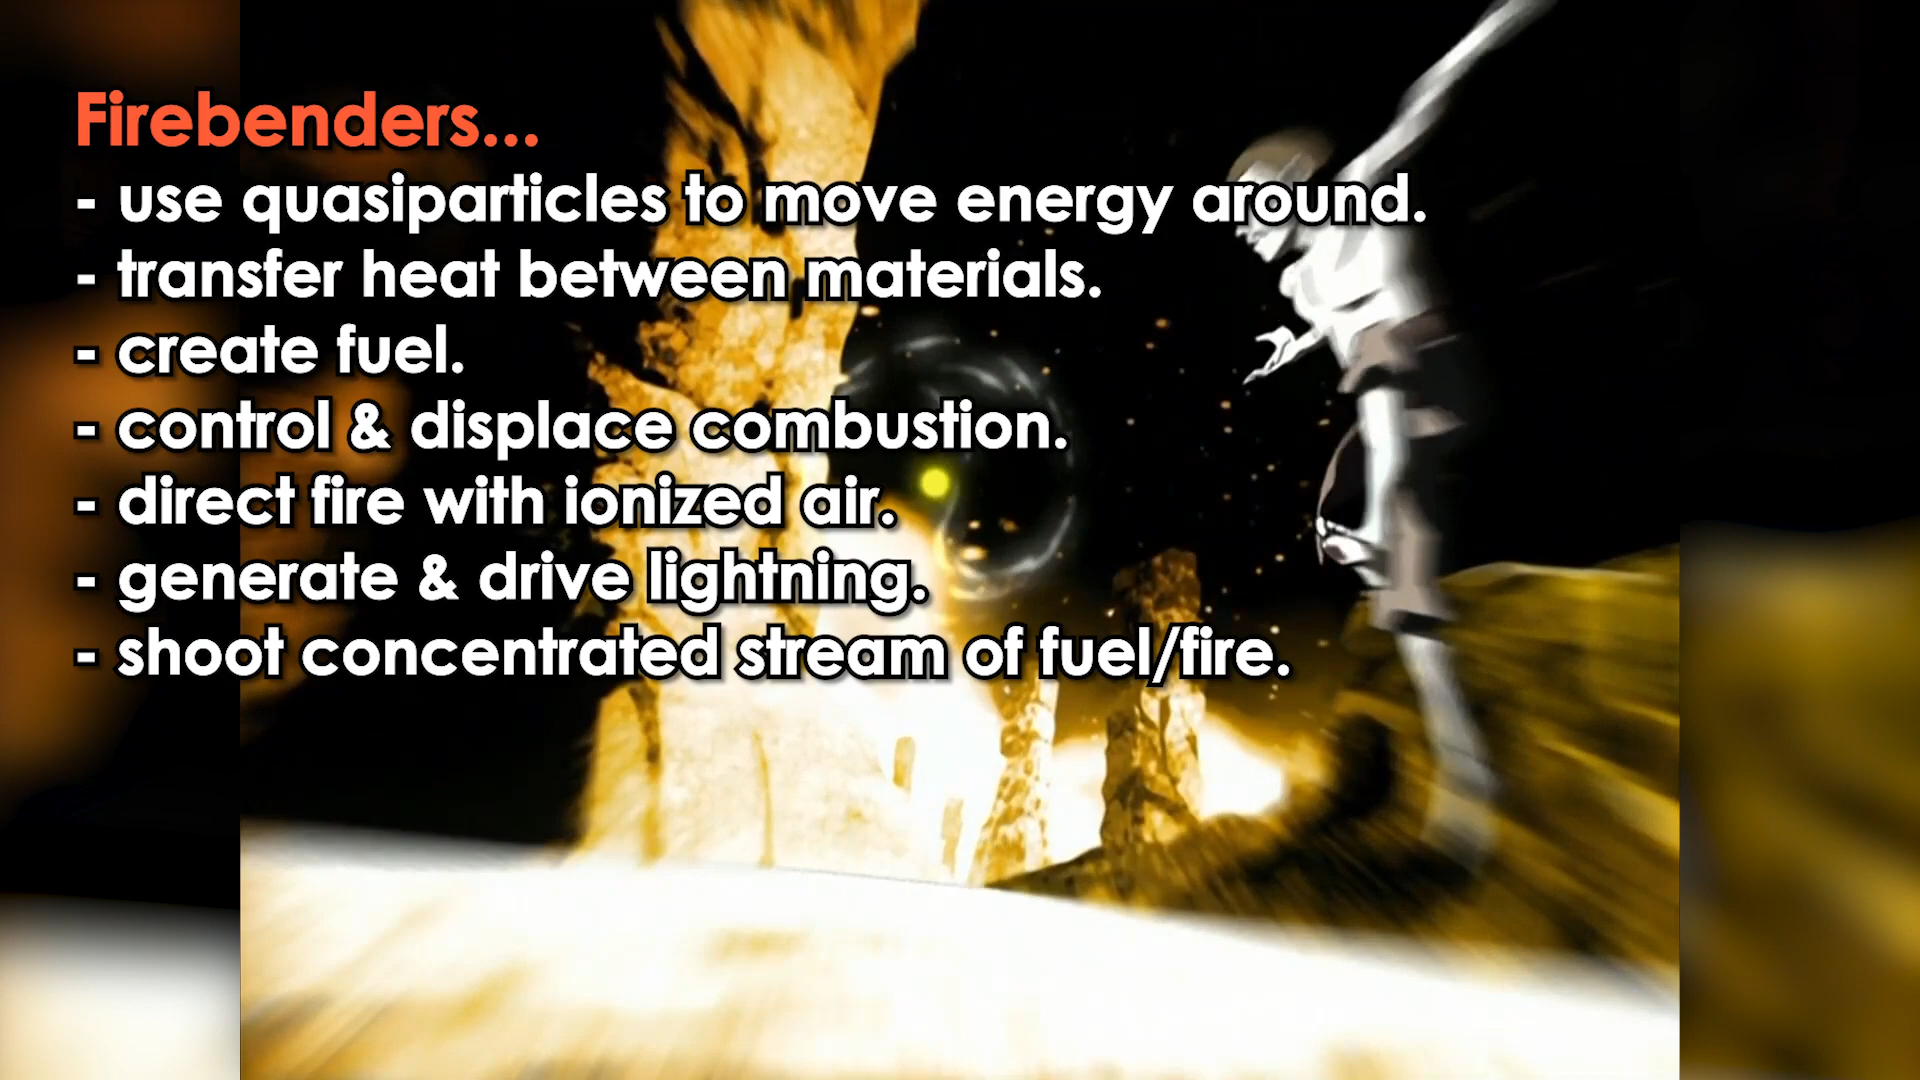 Firebenders...
- use quasiparticles to move energy around.
- transfer heat between materials.
- create fuel.
- control & displace combustion.
- direct fire with ionized air.
- generate & drive lightning.
- shoot concentrated stream of fuel/fire.